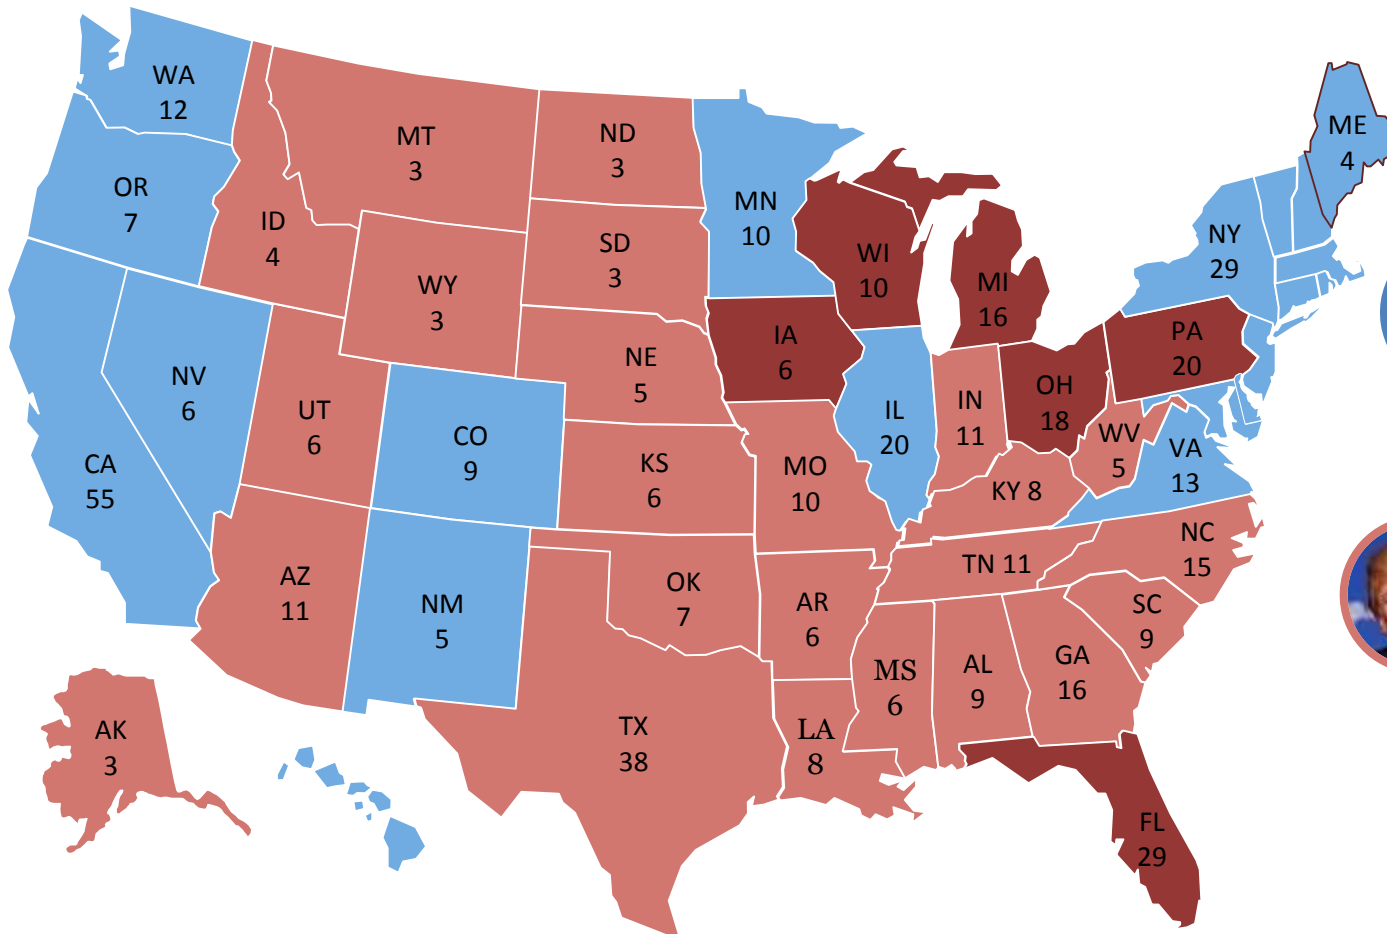 WA
12
OR
7
CA
55
NV
6
ID
4
MT
3
WY
3
UT
6
AZ
11
CO
9
NM
5
ND
3
SD
3
NE
5
KS
6
OK
7
TX
38
MN
10
IA
6
MO
10
AR
6
LA
8
WI
10
IL
20
MI
16
IN
11
OH
18
KY 8
TN 11
MS
6
AL
9
GA
16
FL
29
SC
9
NC
15
VA
13
WV
5
PA
20
NY
29
ME
4
AK
3